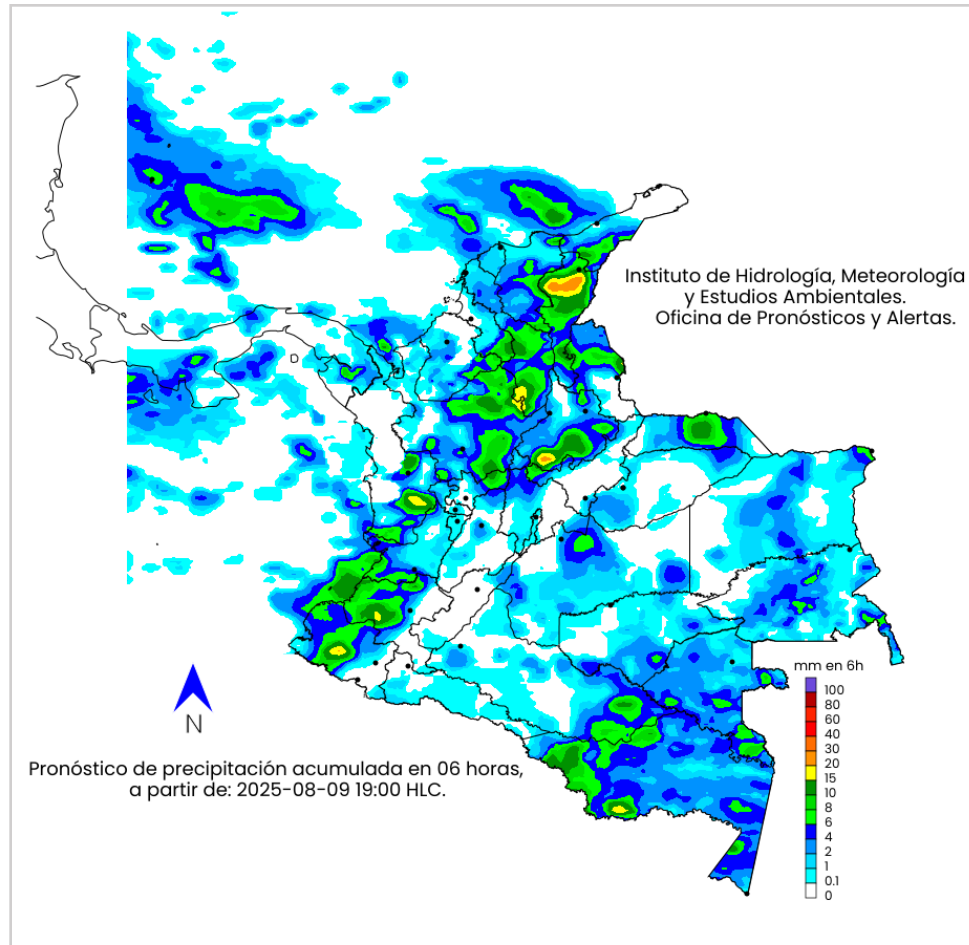 Instituto de Hidrología, Meteorología
y Estudios Ambientales.
Oficina de Pronósticos y Alertas.
mm en 6h
100
80
60
40
30
20
15
10
8
6
4
2
1
0.1
0
N
Pronóstico de precipitación acumulada en 06 horas,
a partir de: 2025-08-09 19:00 HLC.